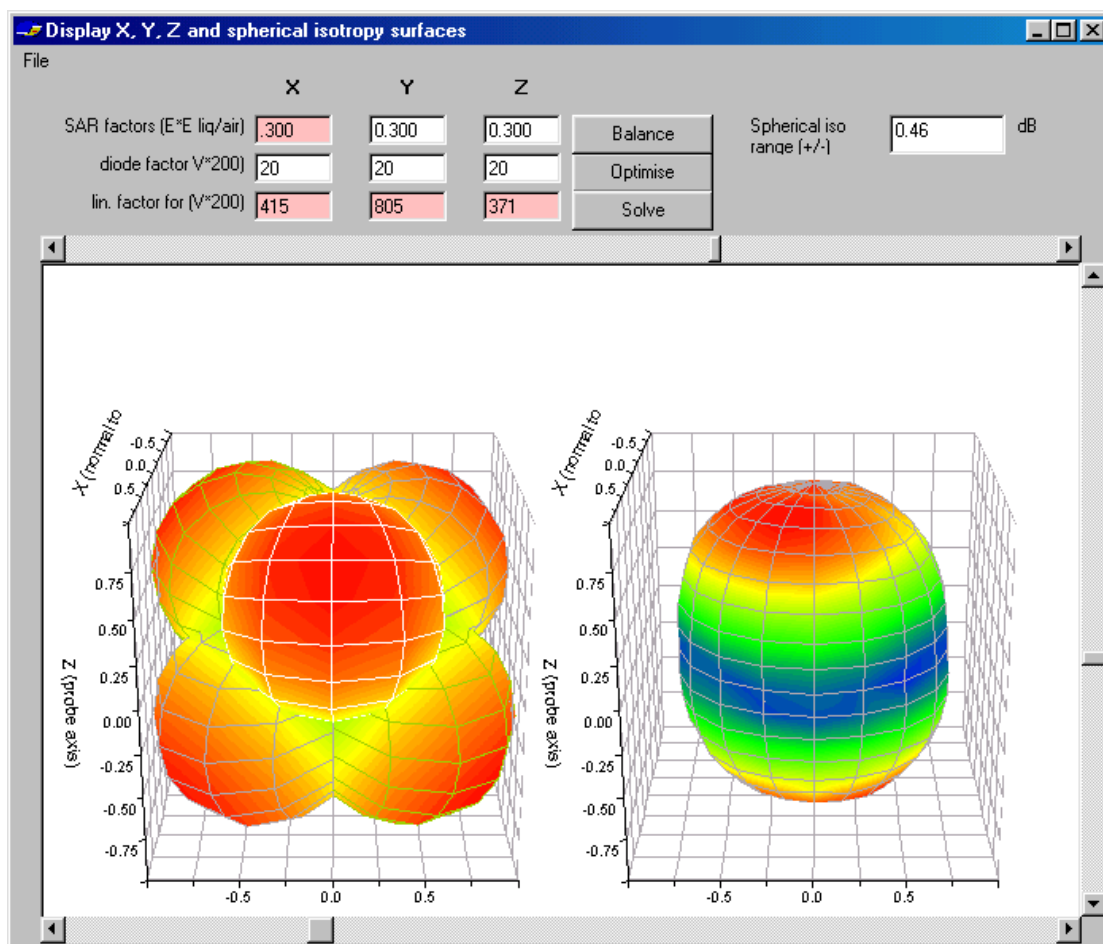 Display X, Y, Z and spherical isotropy surfaces
File
X Y Z
SAR factors (E*E liq/air) .300 0.300 0.300 Balance Spherical iso range (+/-) 0.46 dB
diode factor V*200) 20 20 20 Optimise
lin. factor for (V*200) 415 805 371 Solve
X (normal to
-0.5
0.0
0.5
0.75
0.50
0.25
0.00
-0.25
-0.50
-0.75
Z (probe axis)
-0.5 0.0 0.5
X (normal to
-0.5
0.0
0.5
0.75
0.50
0.25
0.00
-0.25
-0.50
-0.75
Z (probe axis)
-0.5 0.0 0.5